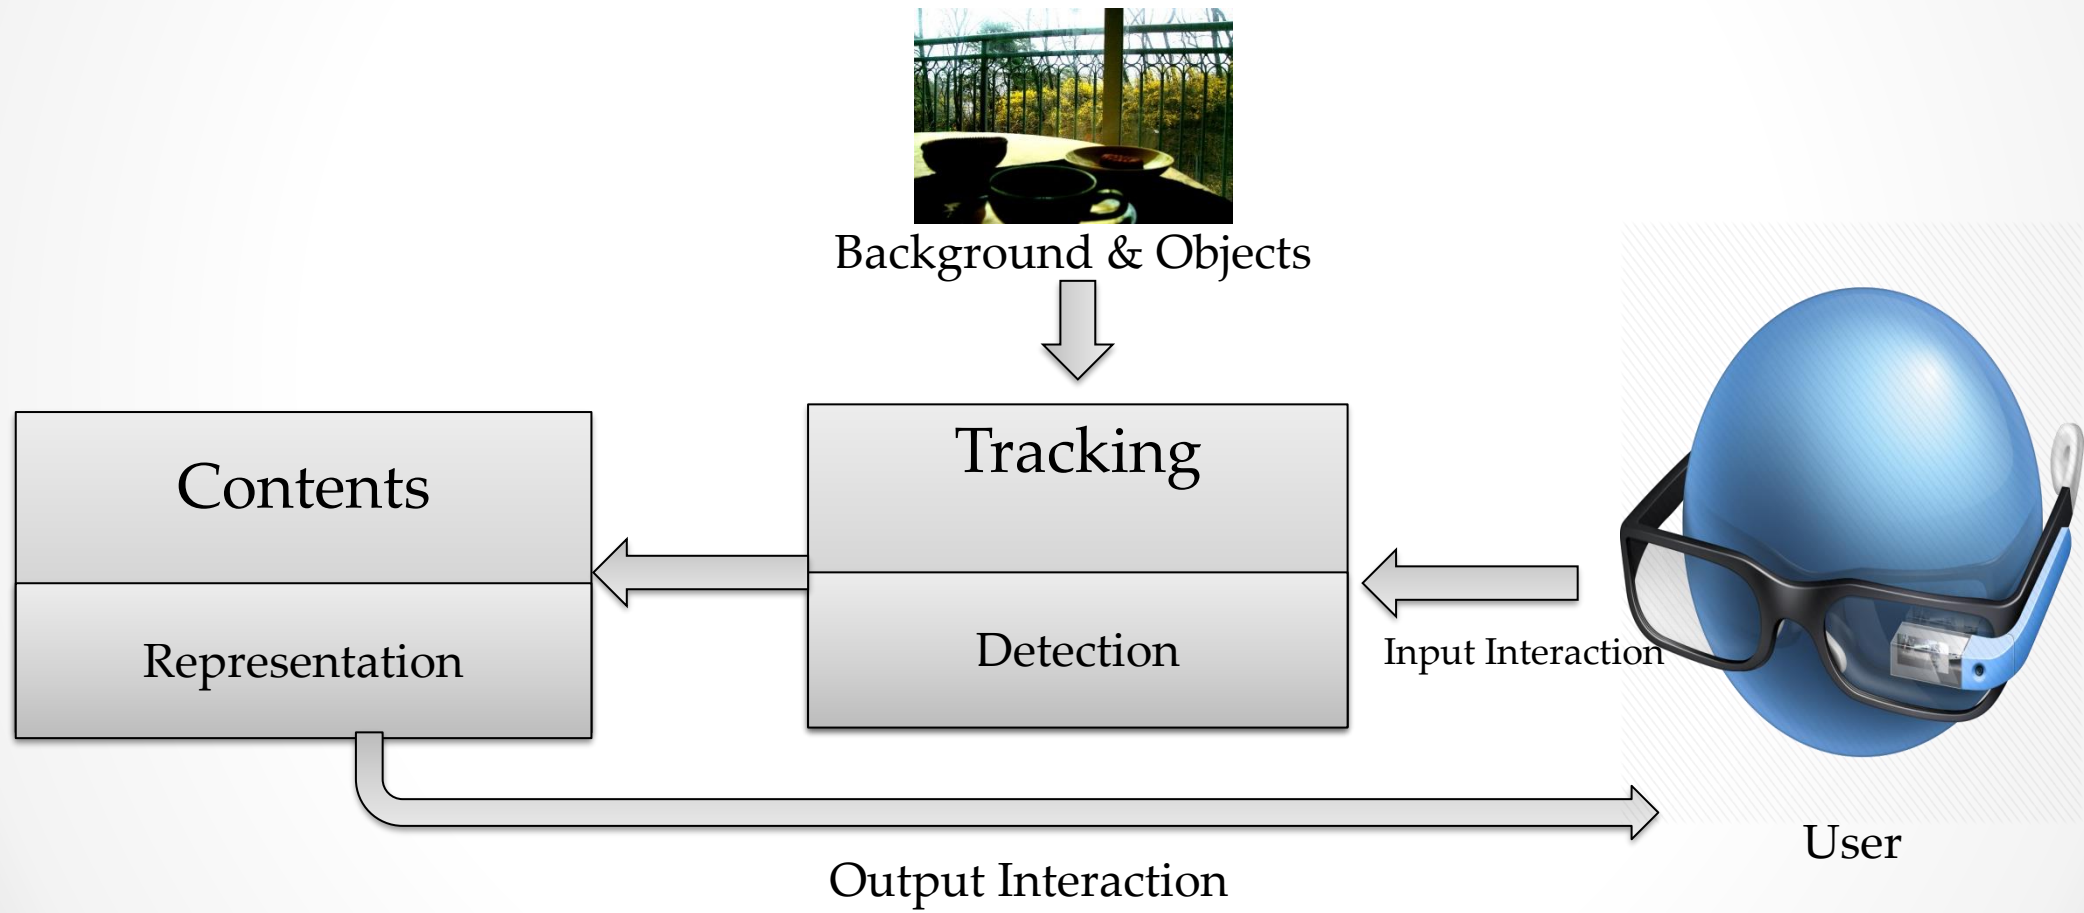 Background & Objects
Contents
Tracking
Representation
Detection
Input Interaction
User
Output Interaction